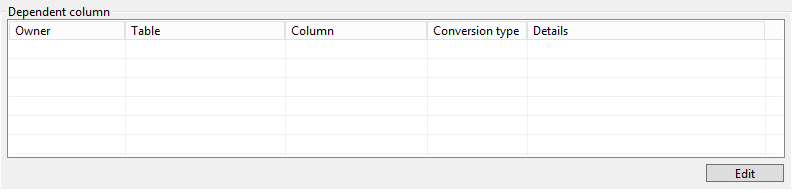 Dependent column
Owner Table Column Conversion type Details
Edit